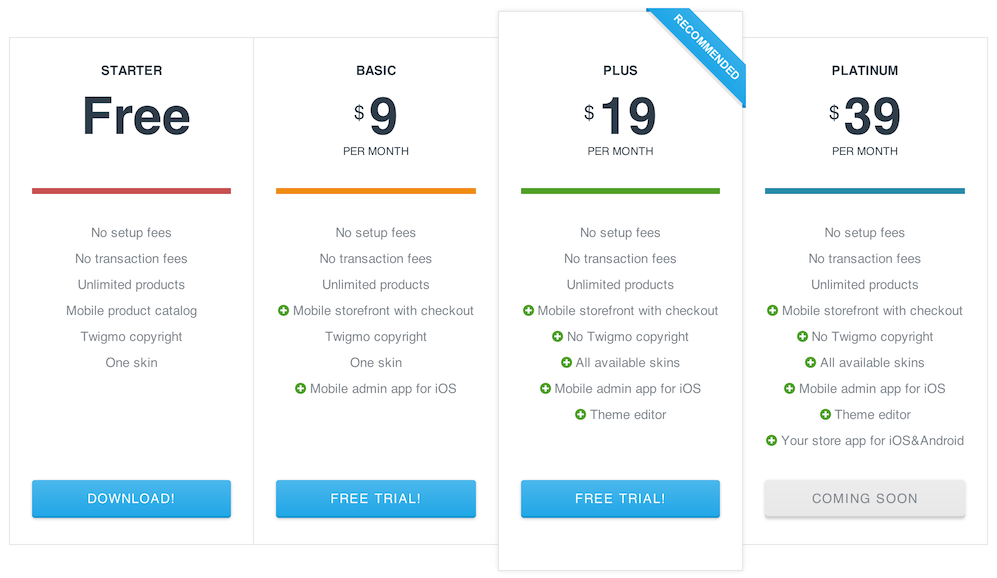 STARTER
Free
No setup fees
No transaction fees
Unlimited products
Mobile product catalog
Twigmo copyright
One skin
DOWNLOAD!
BASIC
$ 9
PER MONTH
No setup fees
No transaction fees
Unlimited products
Mobile storefront with checkout
Twigmo copyright
One skin
Mobile admin app for iOS
FREE TRIAL!
RECOMMENDED
PLUS
$ 19
PER MONTH
No setup fees
No transaction fees
Unlimited products
Mobile storefront with checkout
No Twigmo copyright
All available skins
Mobile admin app for iOS
Theme editor
FREE TRIAL!
PLATINUM
$ 39
PER MONTH
No setup fees
No transaction fees
Unlimited products
Mobile storefront with checkout
No Twigmo copyright
All available skins
Mobile admin app for iOS
Theme editor
Your store app for iOS&Android
COMING SOON